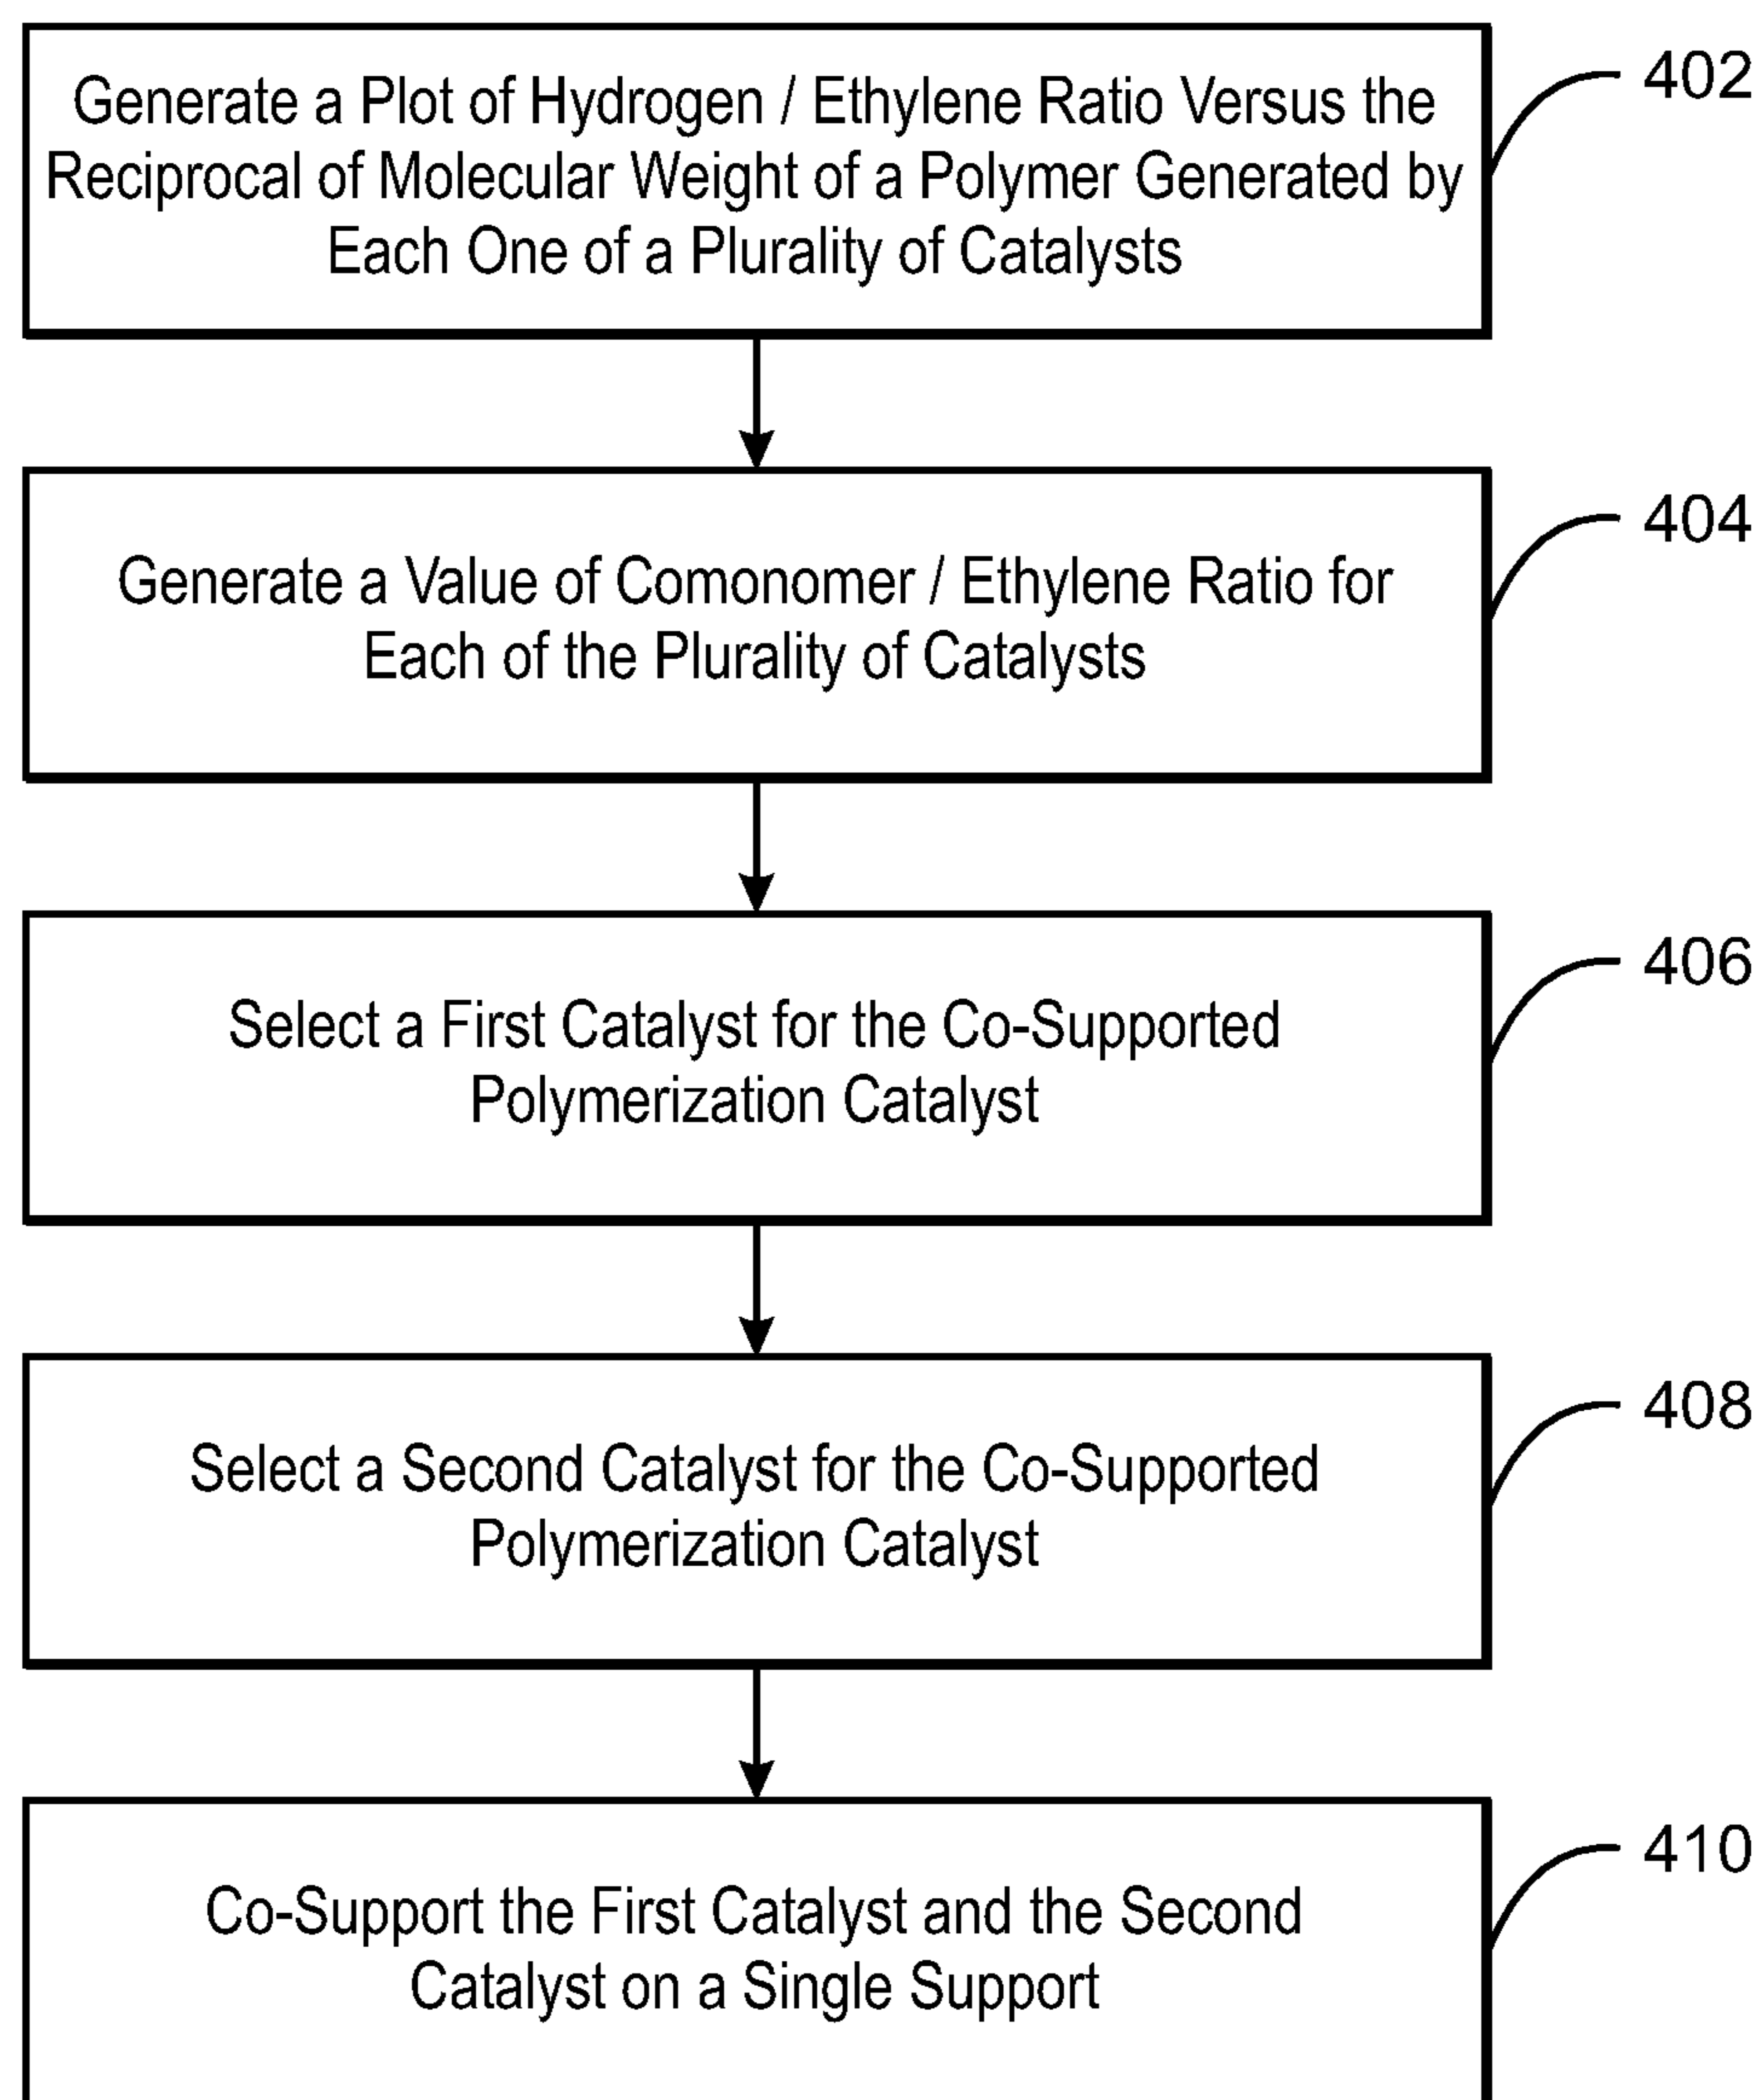 Generate a Plot of Hydrogen / Ethylene Ratio Versus the
Reciprocal of Molecular Weight of a Polymer Generated by
Each One of a Plurality of Catalysts
402
Generate a Value of Comonomer / Ethylene Ratio for
Each of the Plurality of Catalysts
404
Select a First Catalyst for the Co-Supported
Polymerization Catalyst
406
Select a Second Catalyst for the Co-Supported
Polymerization Catalyst
408
Co-Support the First Catalyst and the Second
Catalyst on a Single Support
410